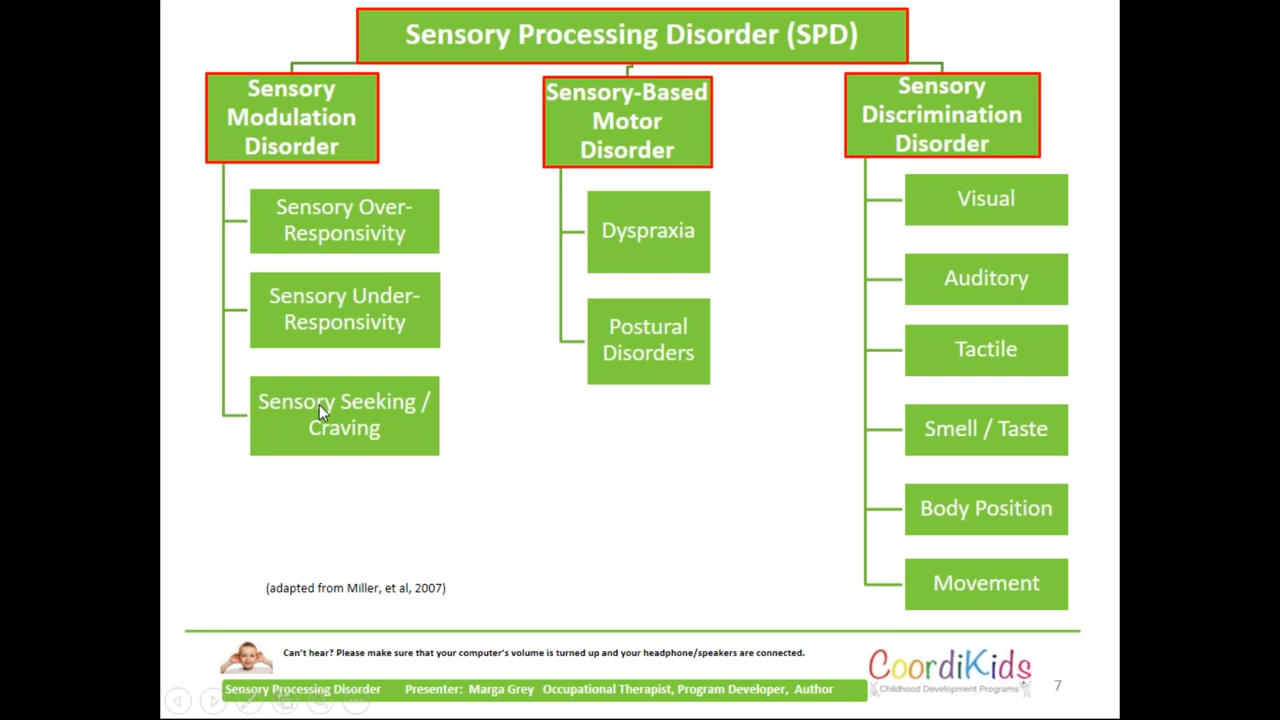 Sensory Processing Disorder (SPD)
Sensory
Modulation
Disorder
Sensory Over-
Responsivity
Sensory Under-
Responsivity
Sensory Seeking /
Craving
Sensory-Based
Motor
Disorder
Dyspraxia
Postural
Disorders
Sensory
Discrimination
Disorder
Visual
Auditory
Tactile
Smell / Taste
Body Position
Movement
(adapted from Miller, et al, 2007)
Can't hear? Please make sure that your computer's volume is turned up and your headphone/speakers are connected.
Sensory Processing Disorder Presenter: Marga Grey Occupational Therapist, Program Developer, Author
CoordiKids
Childhood Development Programs
7